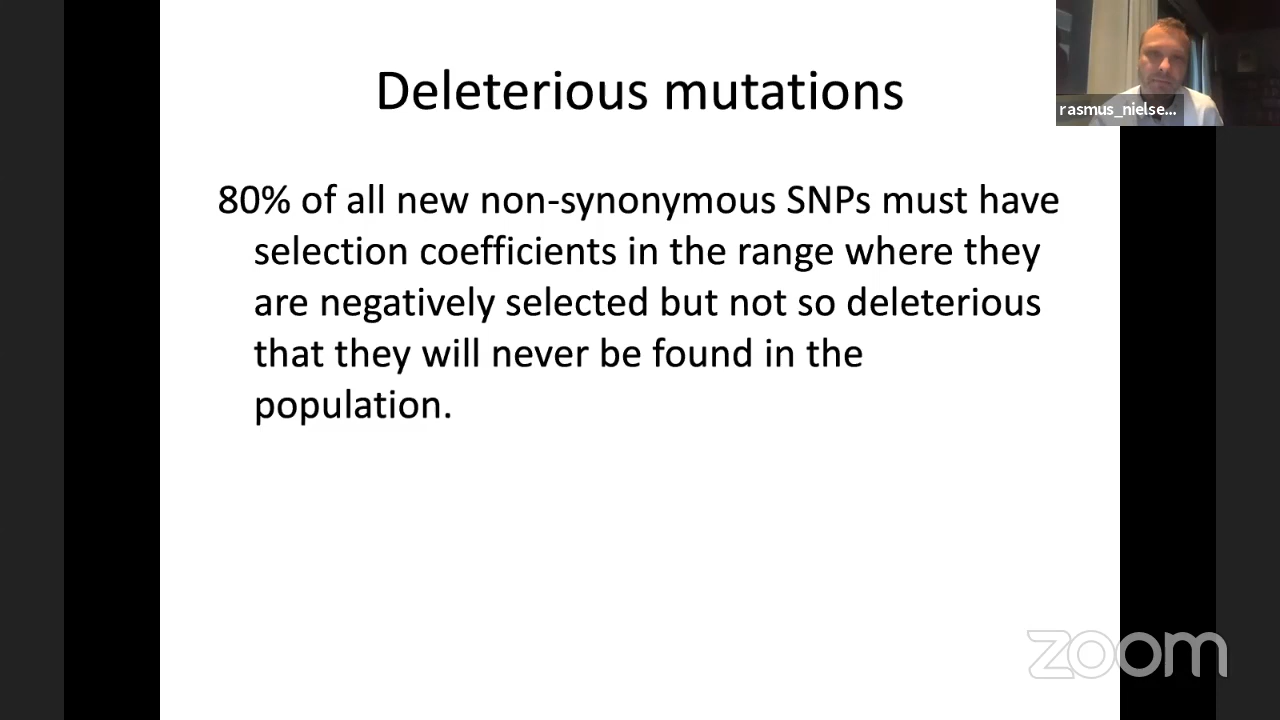 Deleterious mutations
rasmus_nielse...
80% of all new non-synonymous SNPs must have
selection coefficients in the range where they
are negatively selected but not so deleterious
that they will never be found in the
population.
zoom